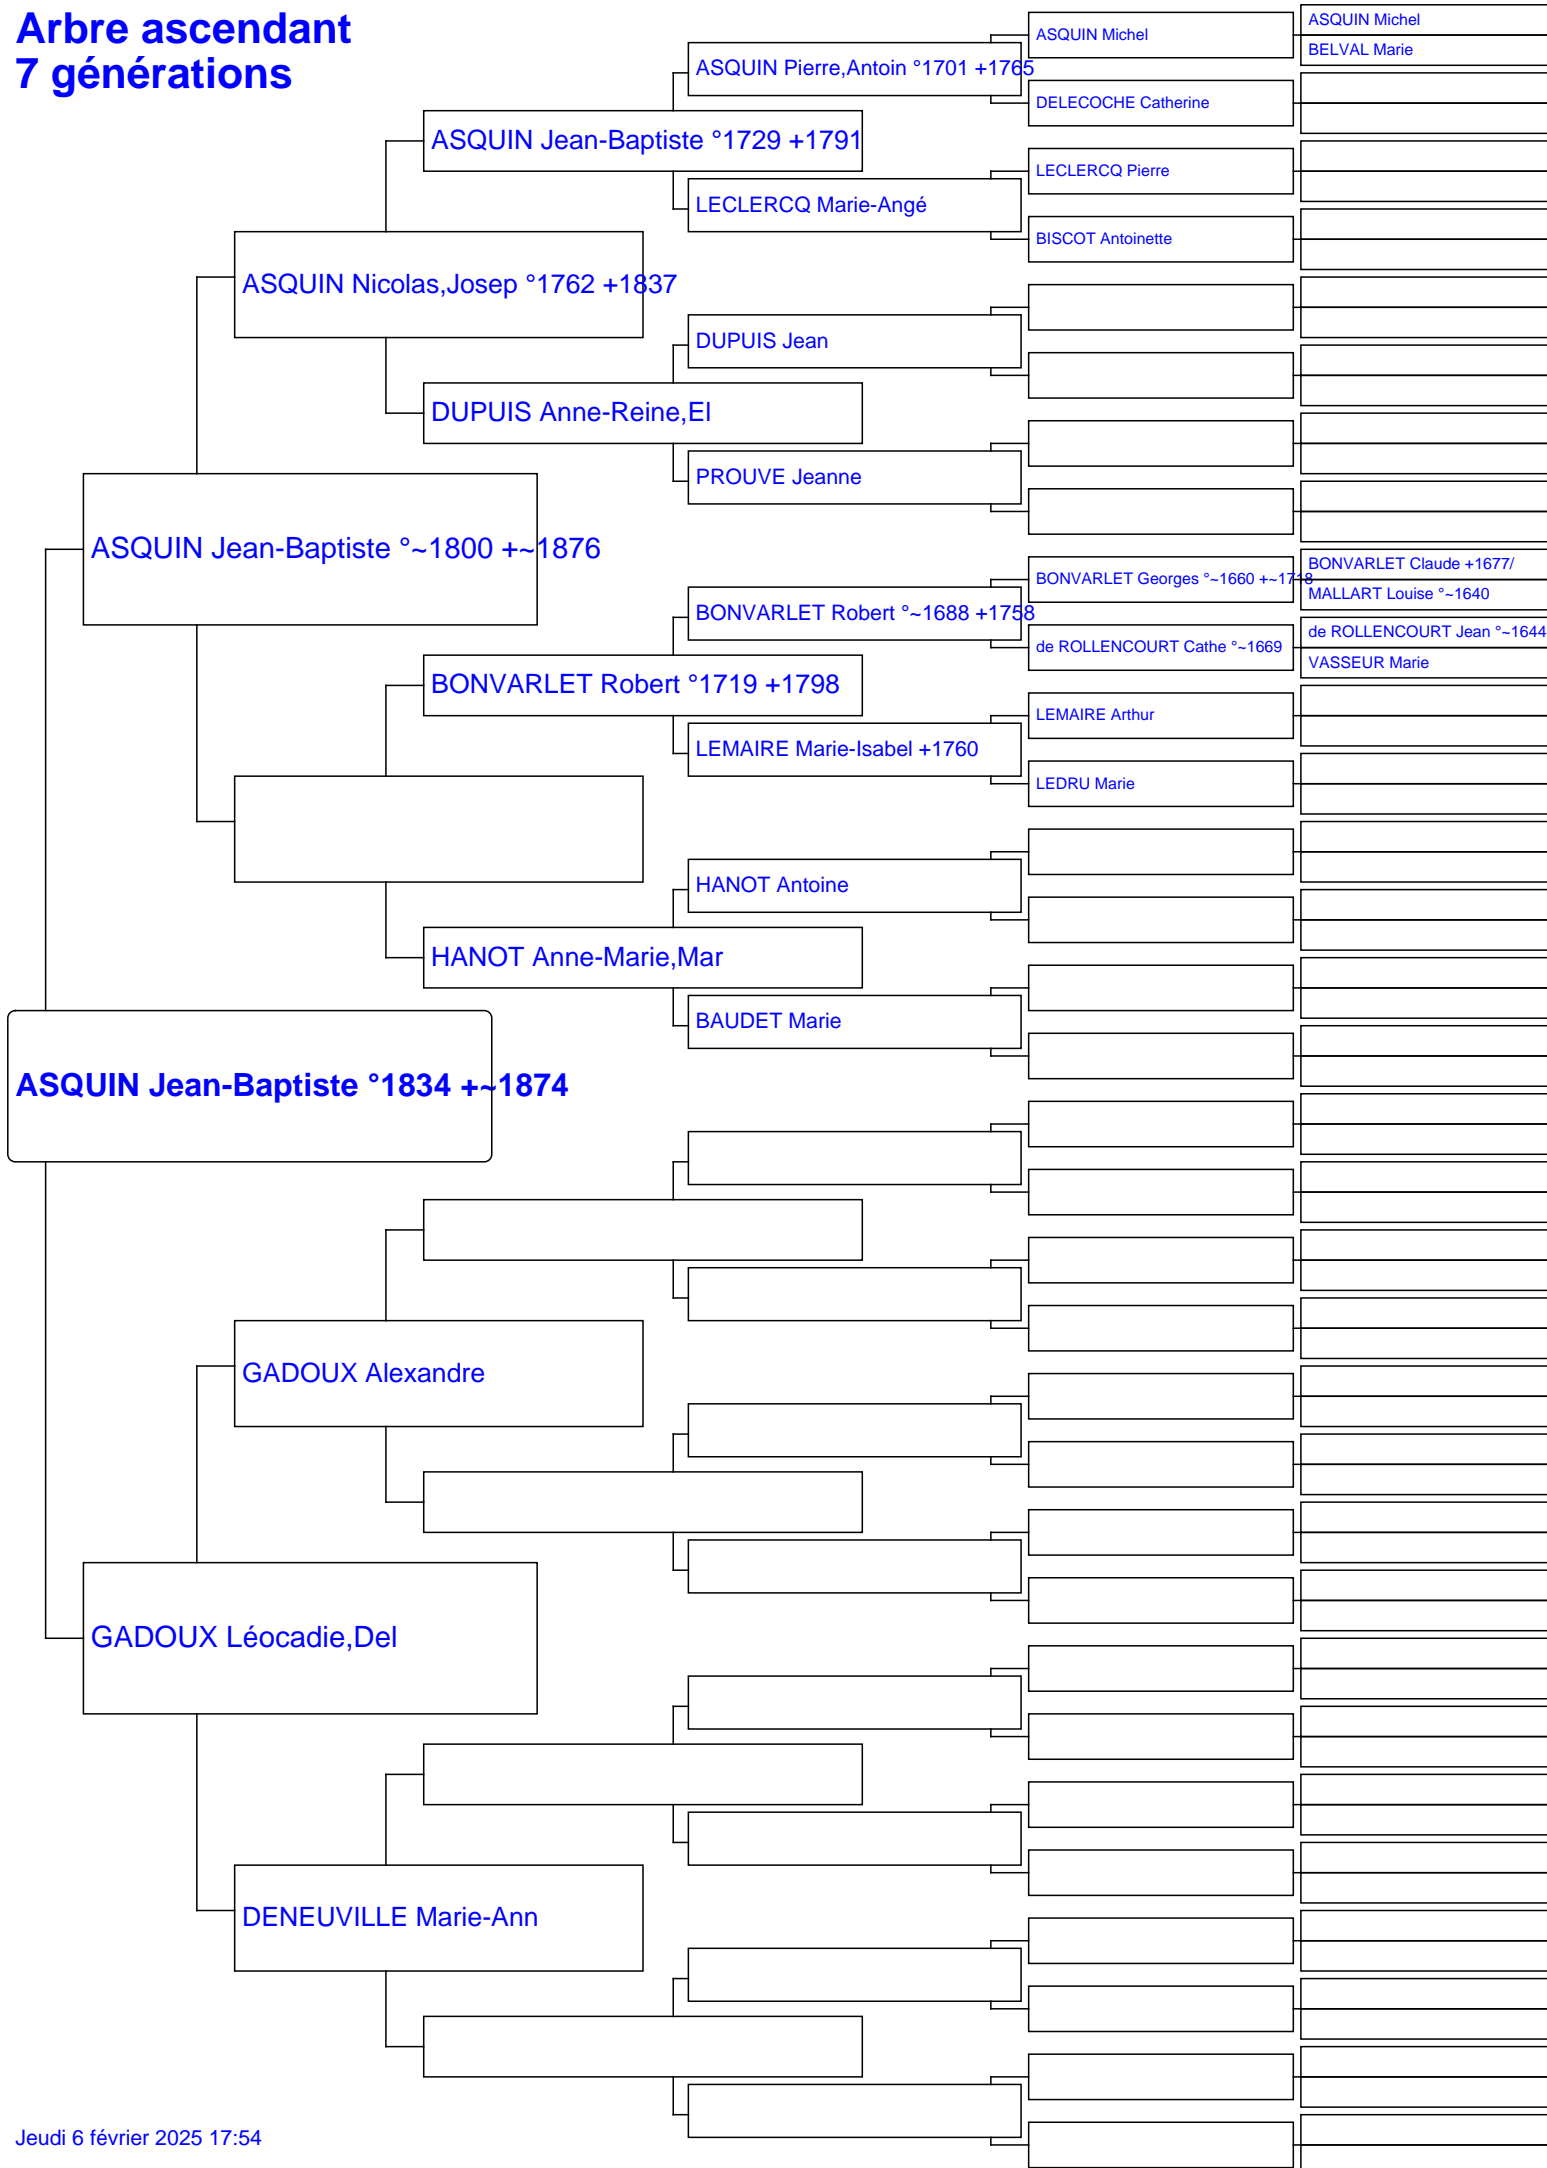 Arbre ascendant
7 générations
ASQUIN Michel
ASQUIN Michel
BELVAL Marie
ASQUIN Pierre,Antoin °1701 +1765
DELECOCHE Catherine
ASQUIN Jean-Baptiste °1729 +1791
LECLERCQ Pierre
LECLERCQ Marie-Angé
BISCOT Antoinette
ASQUIN Nicolas,Josep °1762 +1837
DUPUIS Jean
DUPUIS Anne-Reine,El
PROUVE Jeanne
ASQUIN Jean-Baptiste °~1800 +~1876
BONVARLET Georges °~1660 +~1718
BONVARLET Claude +1677/
MALLART Louise °~1640
BONVARLET Robert °~1688 +1758
de ROLLENCOURT Cathe °~1669
de ROLLENCOURT Jean °~1644
VASSEUR Marie
BONVARLET Robert °1719 +1798
LEMAIRE Arthur
LEMAIRE Marie-Isabel +1760
LEDRU Marie
HANOT Antoine
HANOT Anne-Marie,Mar
BAUDET Marie
ASQUIN Jean-Baptiste °1834 +~1874
GADOUX Alexandre
GADOUX Léocadie,Del
DENEUVILLE Marie-Ann
Jeudi 6 février 2025 17:54